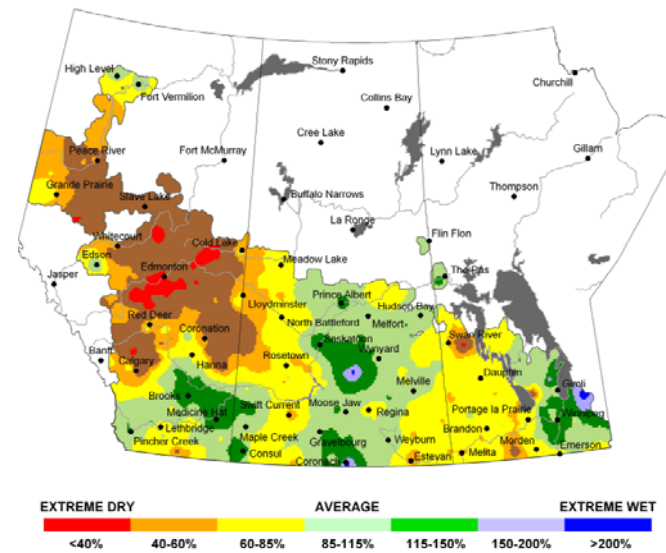 Stony Rapids
High Level
Churchill
Fort Vermilion
Collins Bay
Cree Lake
Peace River
Fort McMurray
Lynn Lake
Gillam
Grande Prairie
Slave Lake
Buffalo Narrows
Thompson
La Ronge
Flin Flon
Whitecourt
Cold Lake
Edson
Meadow Lake
The Pas
Jasper
Edmonton
Lloydminster
Prince Albert
Hudson Bay
Red Deer
North Battleford
Melfort
Coronation
Saskatoon
Swan River
Banff
Calgary
Hanna
Rosetown
Wynyard
Dauphin
Gimli
Brooks
Melville
Medicine Hat
Swift Current
Moose Jaw
Regina
Portage la Prairie
Winnipeg
Lethbridge
Maple Creek
Brandon
Pincher Creek
Gravelbourg
Weyburn
Morden
Emerson
Consul
Coronach
Estevan
Melita
EXTREME DRY AVERAGE EXTREME WET
<40% 40-60% 60-85% 85-115% 115-150% 150-200% >200%